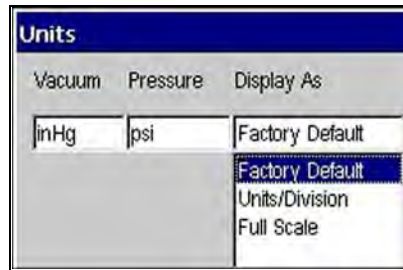 Units
Vacuum Pressure Display As
inHg psi Factory Default
Factory Default
Units/Division
Full Scale